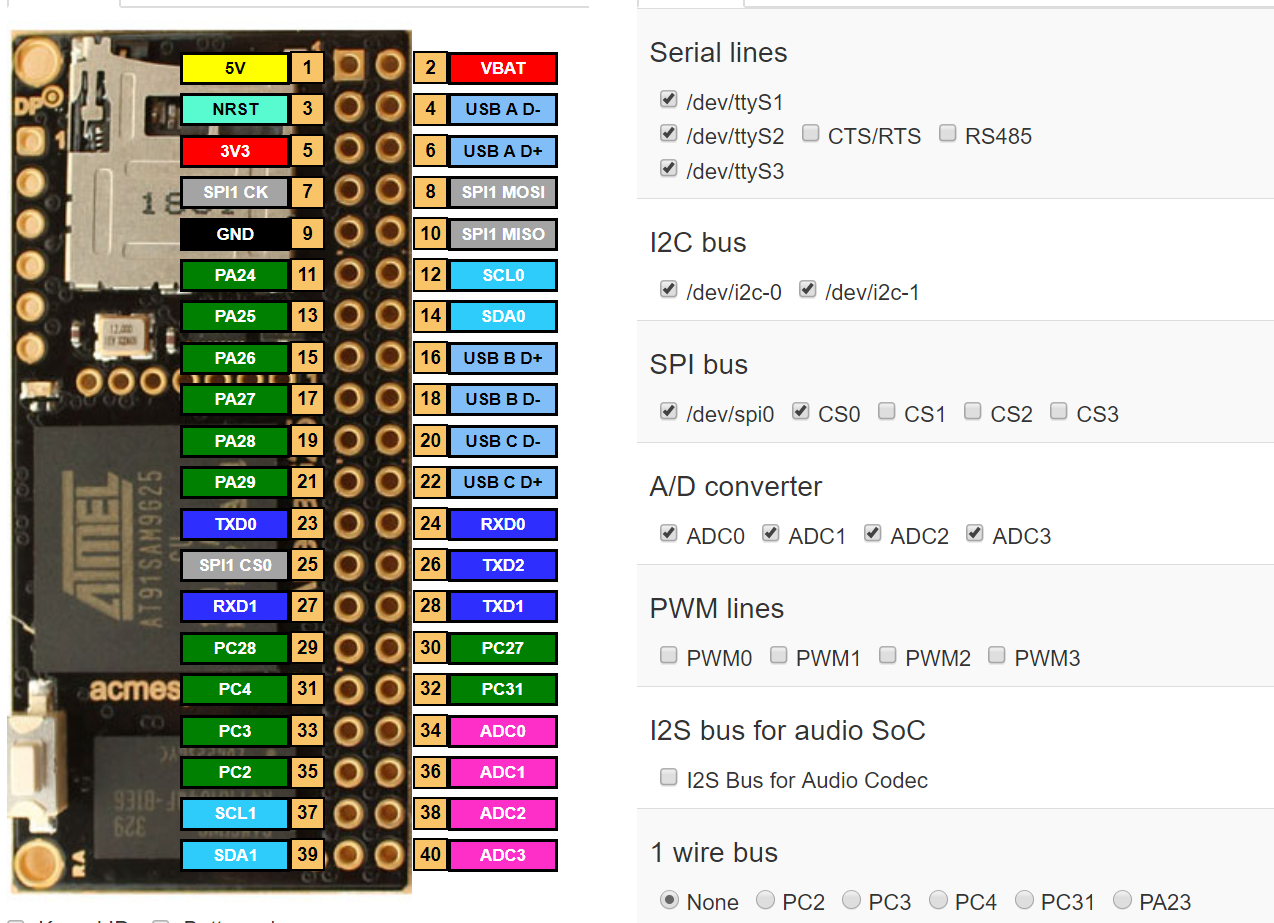 5V 1 2 VBAT
DP
NRST 3 4 USB A D-
1
3V3 5 6 USB A D+
SPI1 CK 7 8 SPI1 MOSI
GND 9 10 SPI1 MISO
PA24 11 12 SCL0
PA25 13 14 SDA0
12,000
PA26 15 16 USB B D+
PA27 17 18 USB B D-
PA28 19 20 USB C D-
PA29 21 22 USB C D+
ATMEL
AT91SAM9G25
TXD0 23 24 RXD0
SPI1 CS0 25 26 TXD2
RXD1 27 28 TXD1
PC28 29 30 PC27
acmes
PC4 31 32 PC31
PC3 33 34 ADC0
PC2 35 36 ADC1
SCL1 37 38 ADC2
329
SDA1 39 40 ADC3
RA
Serial lines
/dev/ttyS1
/dev/ttyS2 CTS/RTS RS485
/dev/ttyS3
I2C bus
/dev/i2c-0 /dev/i2c-1
SPI bus
/dev/spi0 CS0 CS1 CS2 CS3
A/D converter
ADC0 ADC1 ADC2 ADC3
PWM lines
PWM0 PWM1 PWM2 PWM3
I2S bus for audio SoC
I2S Bus for Audio Codec
1 wire bus
None PC2 PC3 PC4 PC31 PA23